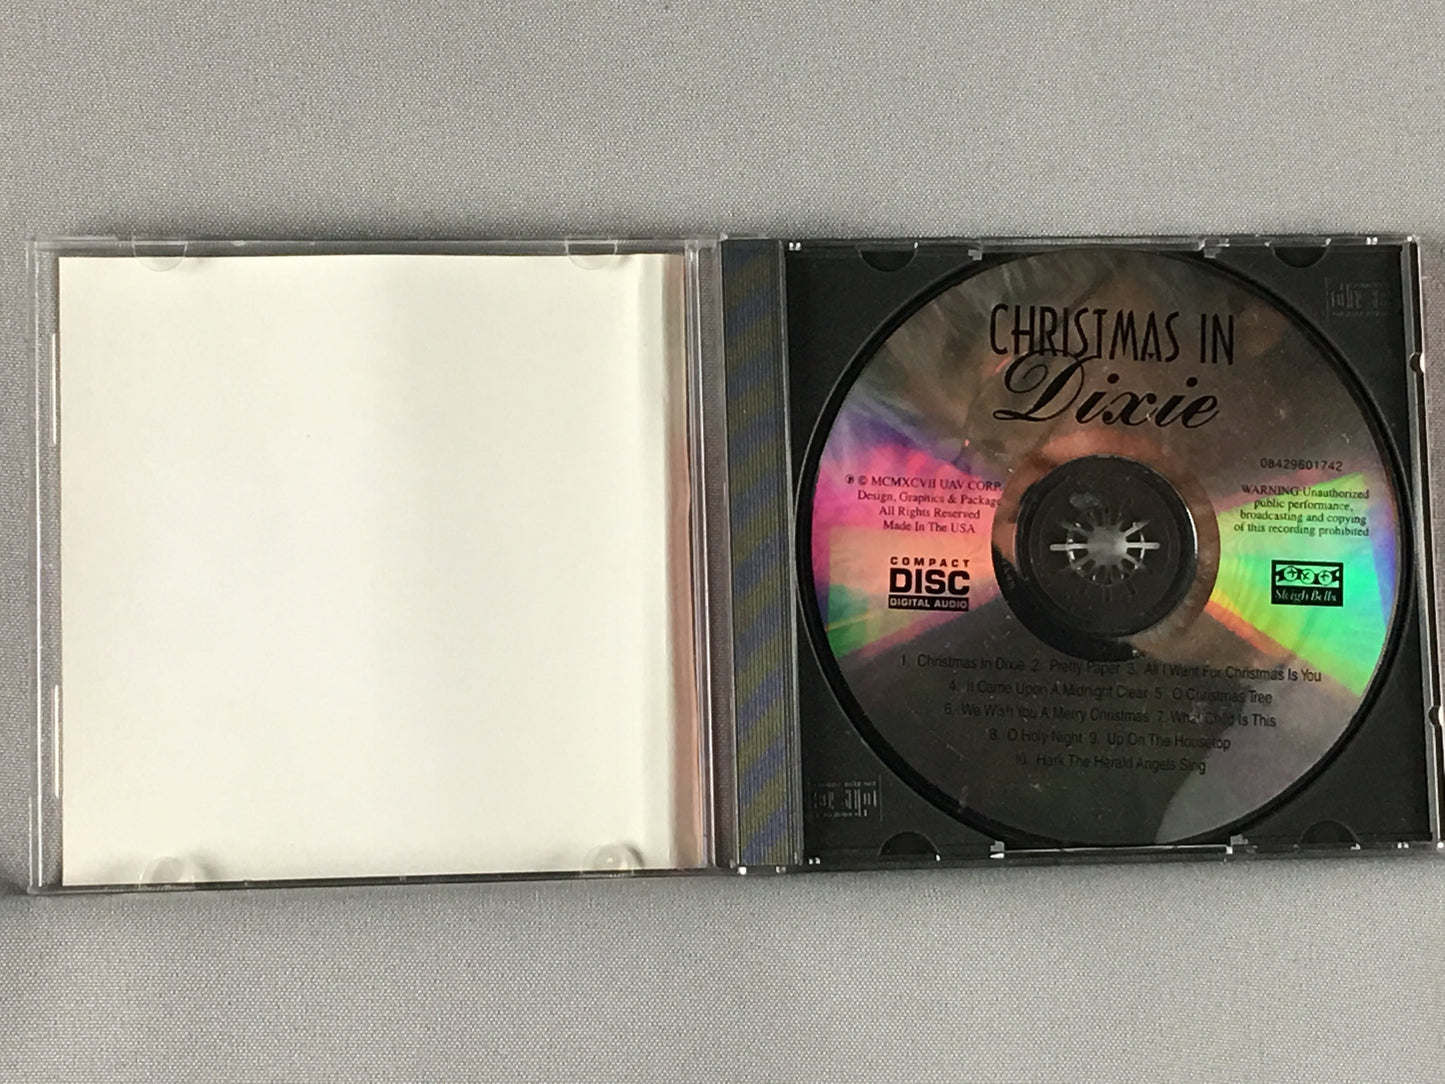 CHRISTMAS IN
Dixie
℗ © MCMXCVII UAV CORP.
Design, Graphics & Package
All Rights Reserved
Made In The USA
COMPACT
DISC
DIGITAL AUDIO
08429601742
WARNING: Unauthorized
public performance,
broadcasting and copying
of this recording prohibited
Sleigh Bells
1. Christmas In Dixie 2. Pretty Paper 3. All I Want For Christmas Is You
4. It Came Upon A Midnight Clear 5. O Christmas Tree
6. We Wish You A Merry Christmas 7. What Child Is This
8. O Holy Night 9. Up On The Housetop
10. Hark The Herald Angels Sing